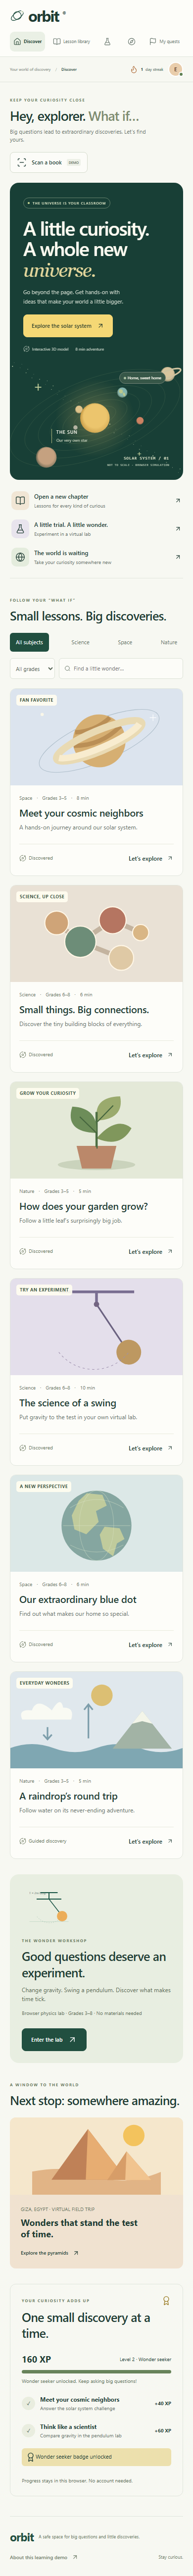 orbit
Discover
Lesson library
My quests
Your world of discovery / Discover
1 day streak
E
KEEP YOUR CURIOSITY CLOSE
Hey, explorer. What if…
Big questions lead to extraordinary discoveries. Let's find
yours.
Scan a book
DEMO
THE UNIVERSE IS YOUR CLASSROOM
A little curiosity.
A whole new
universe.
Go beyond the page. Get hands-on with
ideas that make your world a little bigger.
Explore the solar system
Interactive 3D model
8 min adventure
Home, sweet home
THE SUN
Our very own star
SOLAR SYSTEM / 01
NOT TO SCALE
Open a new chapter
Lessons for every kind of curious
A little trial. A little wonder.
Experiment in a virtual lab
The world is waiting
Take your curiosity somewhere new
FOLLOW YOUR "WHAT IF"
Small lessons. Big discoveries.
All subjects
Science
Space
Nature
All grades
Find a little wonder...
FAN FAVORITE
Space · Grades 3–5 · 8 min
Meet your cosmic neighbors
A hands-on journey around our solar system.
Discovered
Let's explore
SCIENCE, UP CLOSE
Science · Grades 6–8 · 6 min
Small things. Big connections.
Discover the tiny building blocks of everything.
Discovered
Let's explore
GROW YOUR CURIOSITY
Nature · Grades 3–5 · 5 min
How does your garden grow?
Follow a little leaf's surprisingly big job.
Discovered
Let's explore
TRY AN EXPERIMENT
Science · Grades 6–8 · 10 min
The science of a swing
Put gravity to the test in your own virtual lab.
Discovered
Let's explore
A NEW PERSPECTIVE
Space · Grades 6–8 · 8 min
Our extraordinary blue dot
Find out what makes our home so special.
Discovered
Let's explore
EVERYDAY WONDERS
Nature · Grades 3–5 · 5 min
A raindrop's round trip
Follow water on its never-ending adventure.
Guided discovery
Let's explore
THE WONDER WORKSHOP
Good questions deserve an
experiment.
Change gravity. Swing a pendulum. Discover what makes
time tick.
Browser physics lab · Grades 3–8 · No materials needed
Enter the lab
A WINDOW TO THE WORLD
Next stop: somewhere amazing.
GIZA, EGYPT · VIRTUAL FIELD TRIP
Wonders that stand the test
of time.
Explore the pyramids
YOUR CURIOSITY ADDS UP
One small discovery at a
time.
160 XP
Level 2 · Wonder seeker
Wonder seeker unlocked. Keep asking big questions!
Meet your cosmic neighbors
Answer the solar system challenge
+40 XP
Think like a scientist
Compare gravity in the pendulum lab
+60 XP
Wonder seeker badge unlocked
Progress stays in this browser. No account needed.
orbit
A safe space for big questions and little discoveries.
About this learning demo
Stay curious.